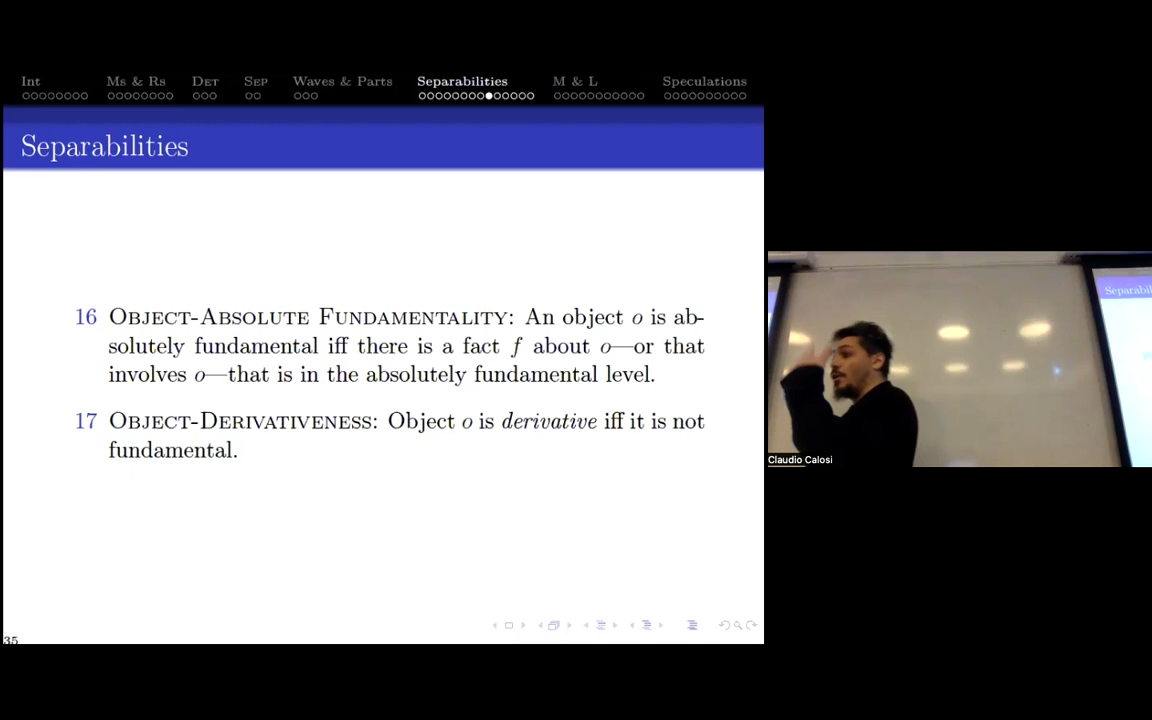 Int Ms & Rs DET SEP Waves & Parts Separabilities M & L Speculations
Separabilities
16 OBJECT-ABSOLUTE FUNDAMENTALITY: An object o is ab-
solutely fundamental iff there is a fact f about o—or that
involves o—that is in the absolutely fundamental level.
17 OBJECT-DERIVATIVENESS: Object o is derivative iff it is not
fundamental.
35
Separabil
Claudio Calosi